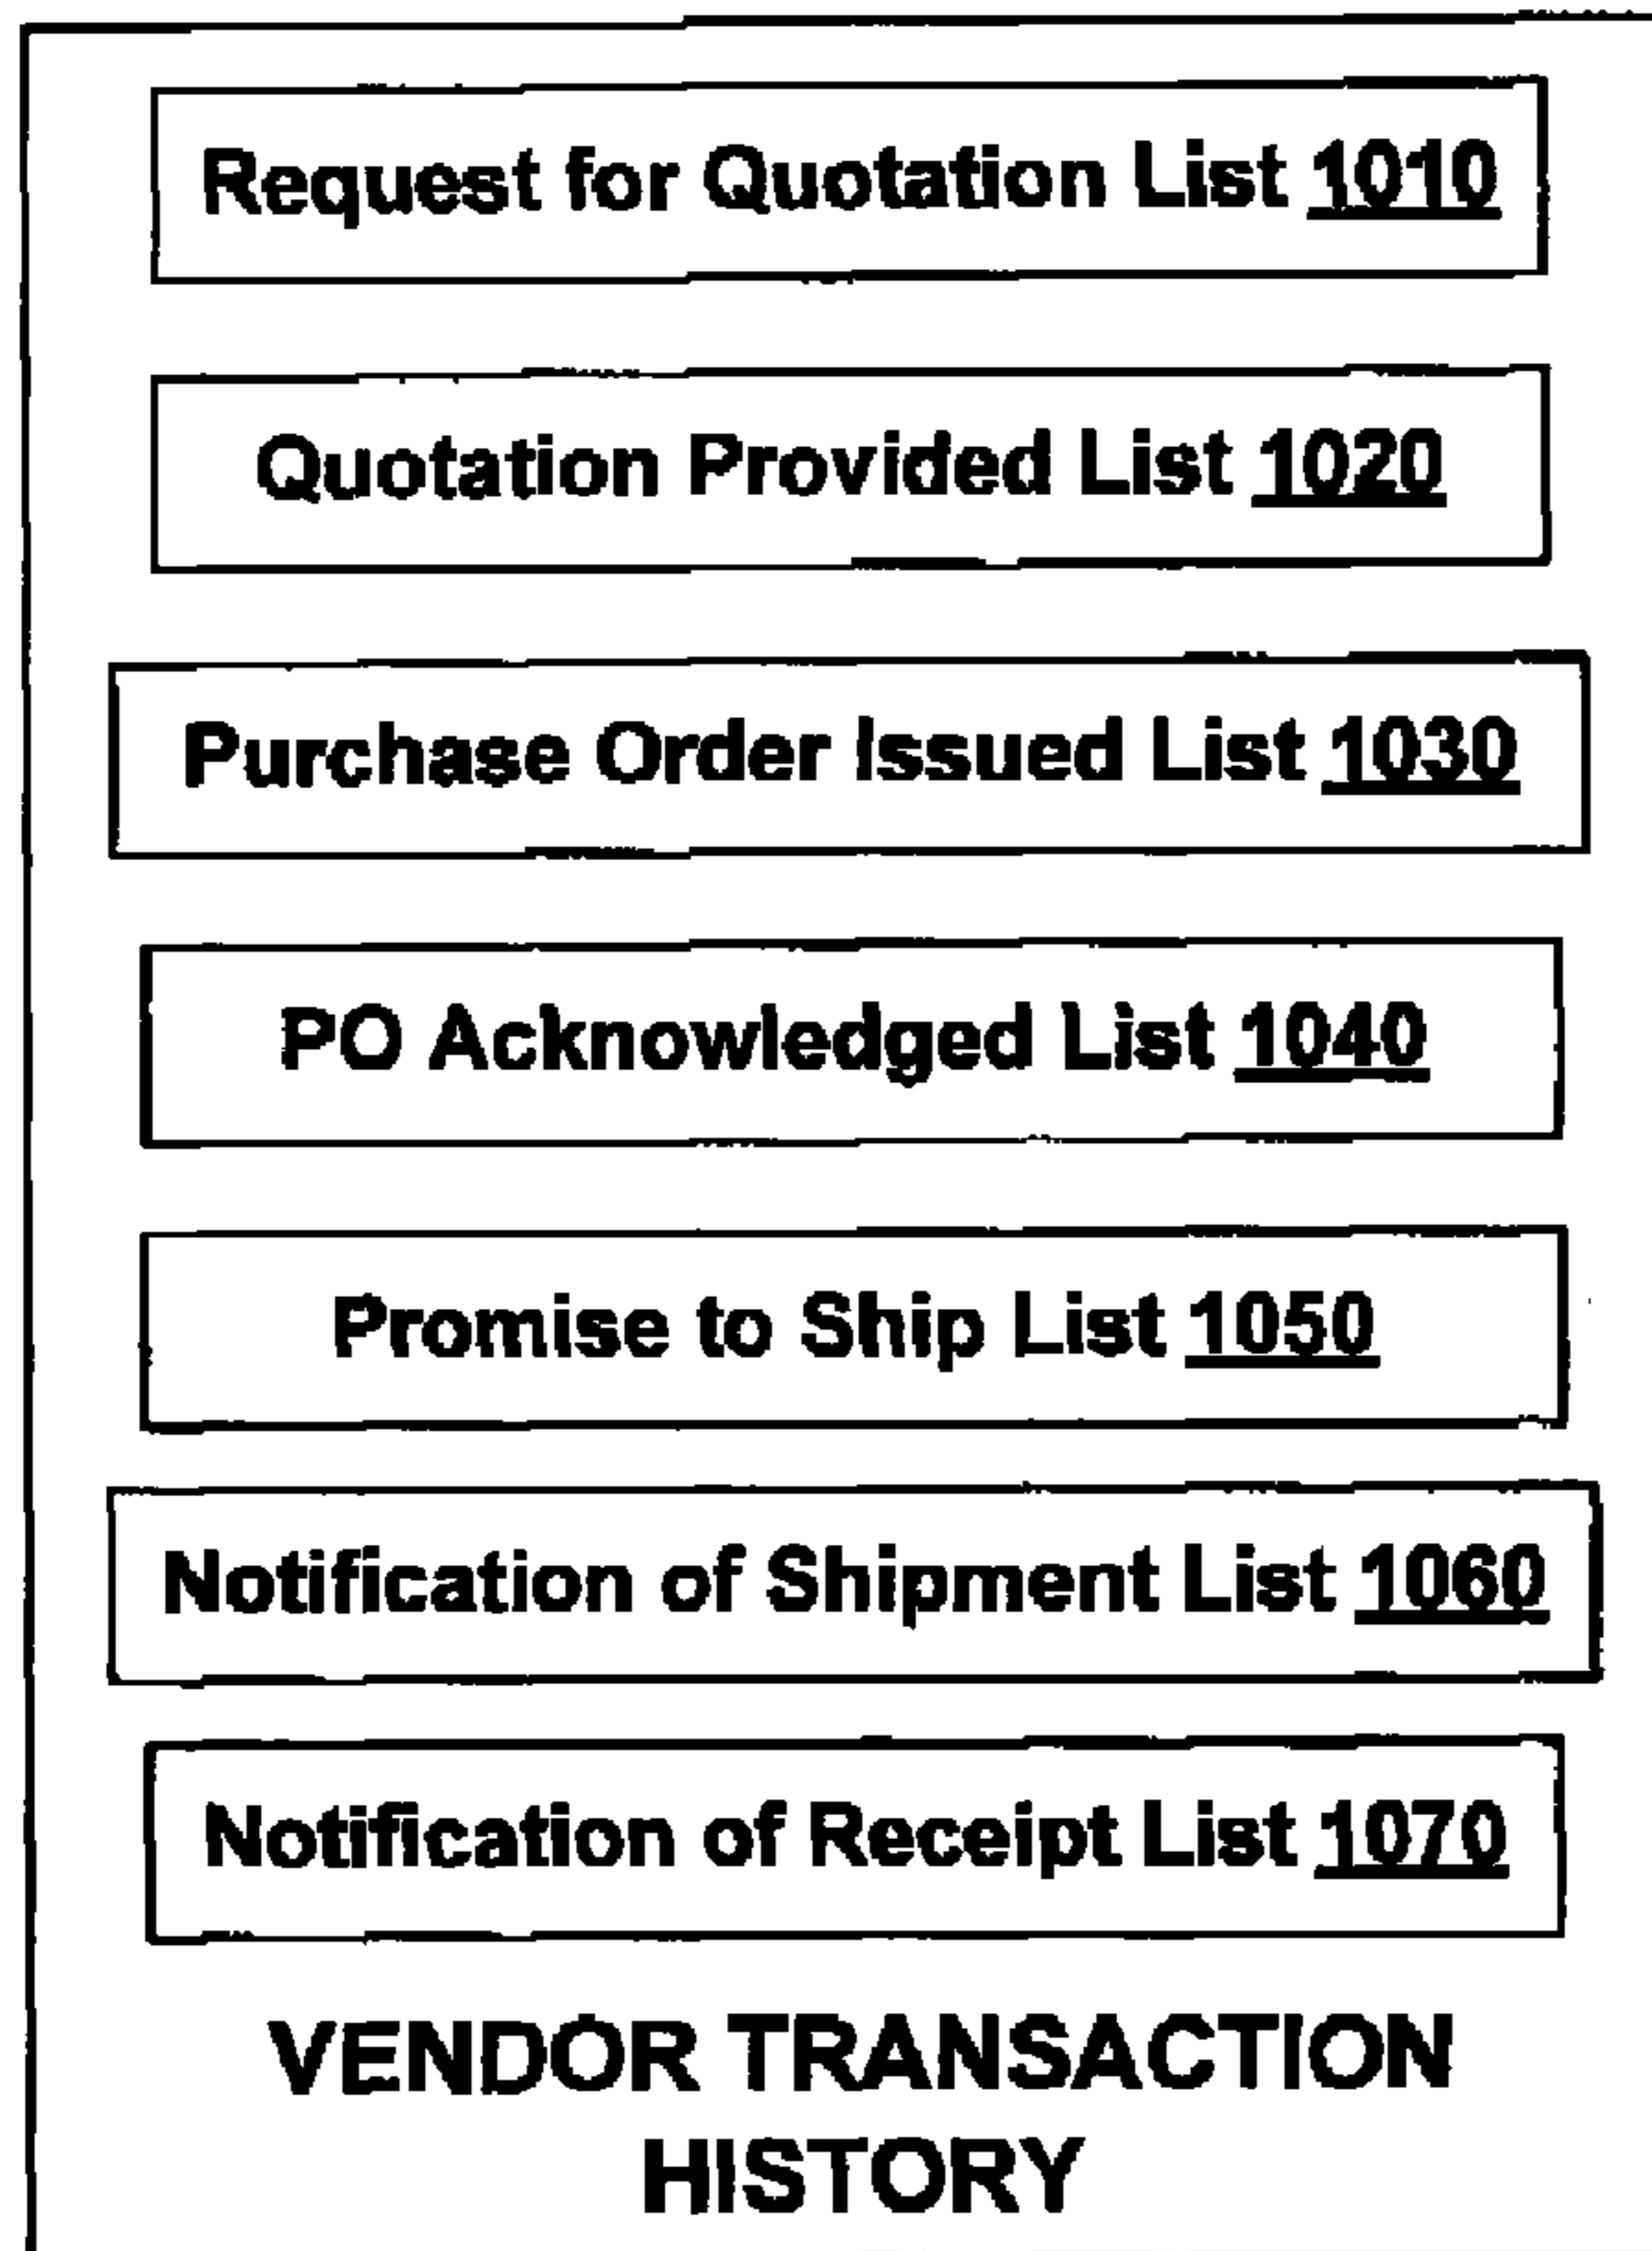 Request for Quotation List 1010
Quotation Provided List 1020
Purchase Order Issued List 1030
PO Acknowledged List 1040
Promise to Ship List 1050
Notification of Shipment List 1060
Notification of Receipt List 1070
VENDOR TRANSACTION
HISTORY